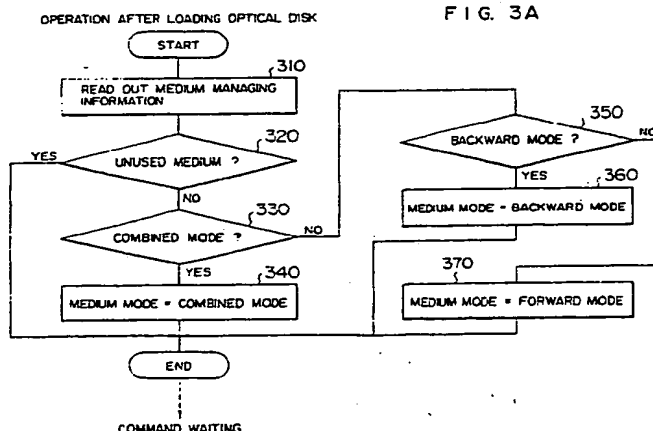 OPERATION AFTER LOADING OPTICAL DISK
FIG. 3A
START
310
READ OUT MEDIUM MANAGING
INFORMATION
320
YES
UNUSED MEDIUM ?
NO
330
COMBINED MODE ?
NO
YES
340
MEDIUM MODE = COMBINED MODE
350
BACKWARD MODE ?
NO
YES
360
MEDIUM MODE = BACKWARD MODE
370
MEDIUM MODE = FORWARD MODE
END
COMMAND WAITING